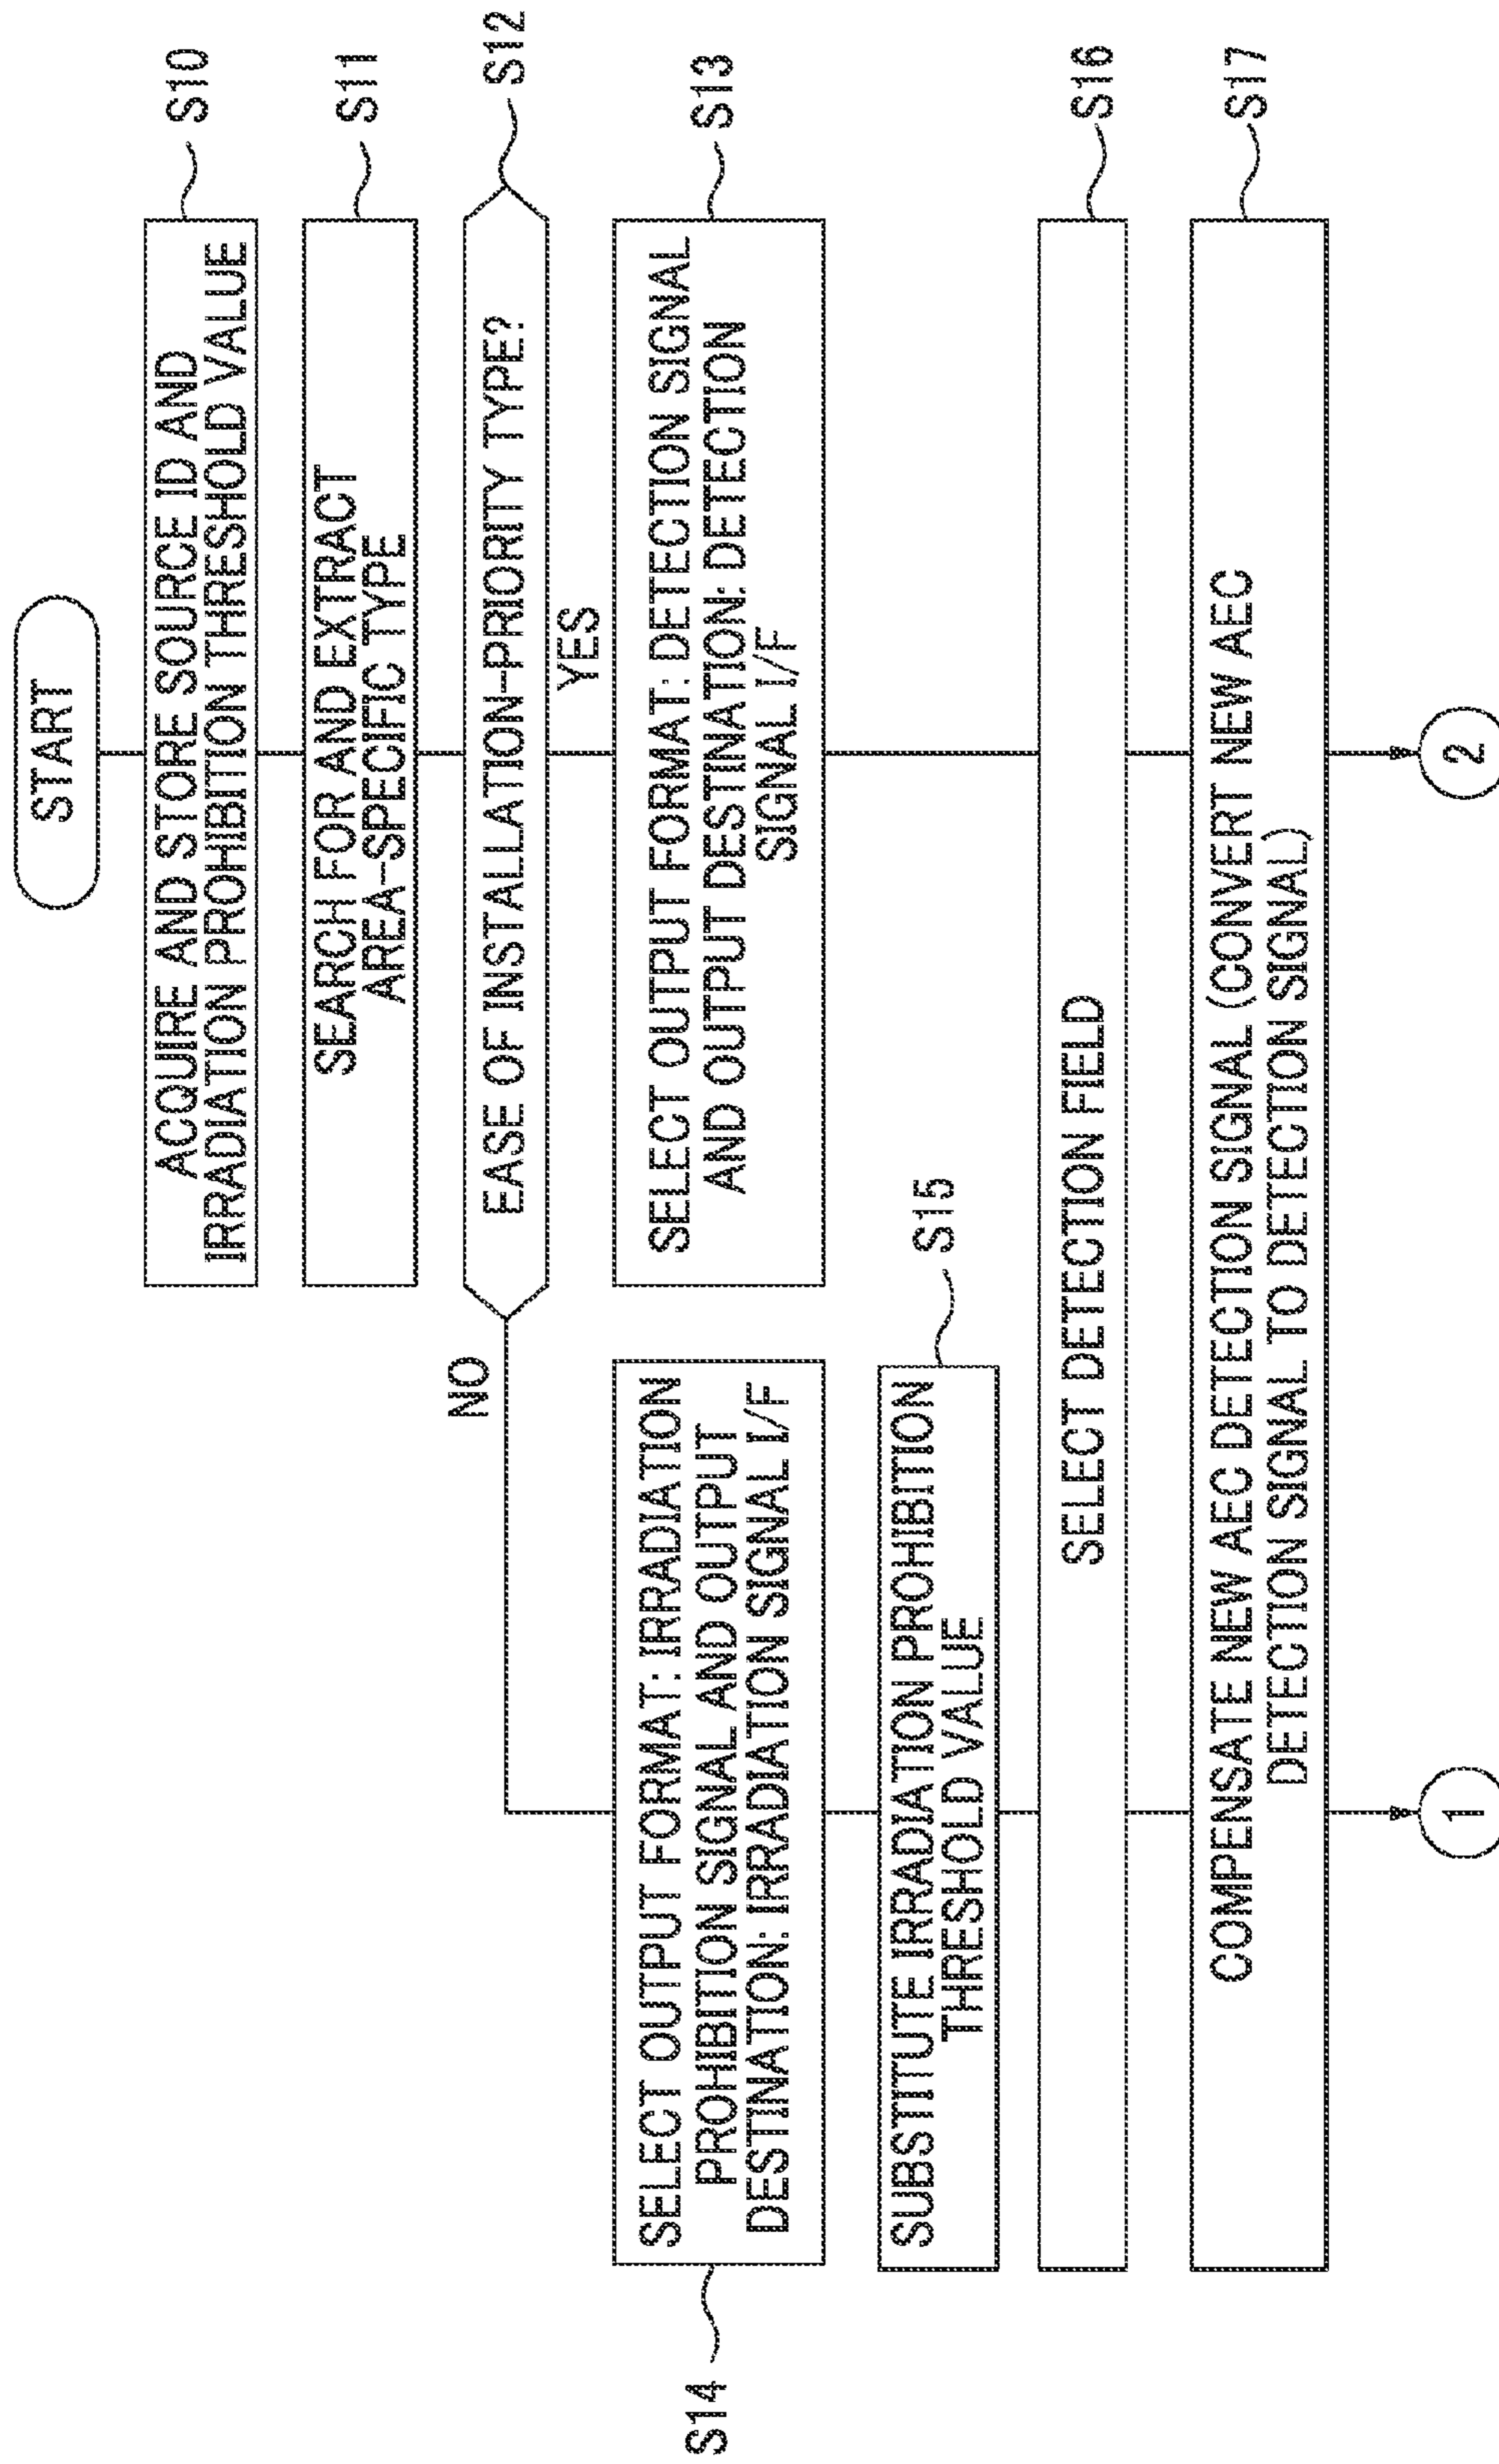 START
ACQUIRE AND STORE SOURCE ID AND
IRRADIATION PROHIBITION THRESHOLD VALUE
S10
SEARCH FOR AND EXTRACT
AREA-SPECIFIC TYPE
S11
EASE OF INSTALLATION-PRIORITY TYPE?
S12
NO
YES
S14
SELECT OUTPUT FORMAT: IRRADIATION
PROHIBITION SIGNAL AND OUTPUT
DESTINATION: IRRADIATION SIGNAL I/F
SELECT OUTPUT FORMAT: DETECTION SIGNAL
AND OUTPUT DESTINATION: DETECTION
SIGNAL I/F
S13
SUBSTITUTE IRRADIATION PROHIBITION
THRESHOLD VALUE
S15
SELECT DETECTION FIELD
S16
COMPENSATE NEW AEC DETECTION SIGNAL (CONVERT NEW AEC
DETECTION SIGNAL TO DETECTION SIGNAL)
S17
1
2